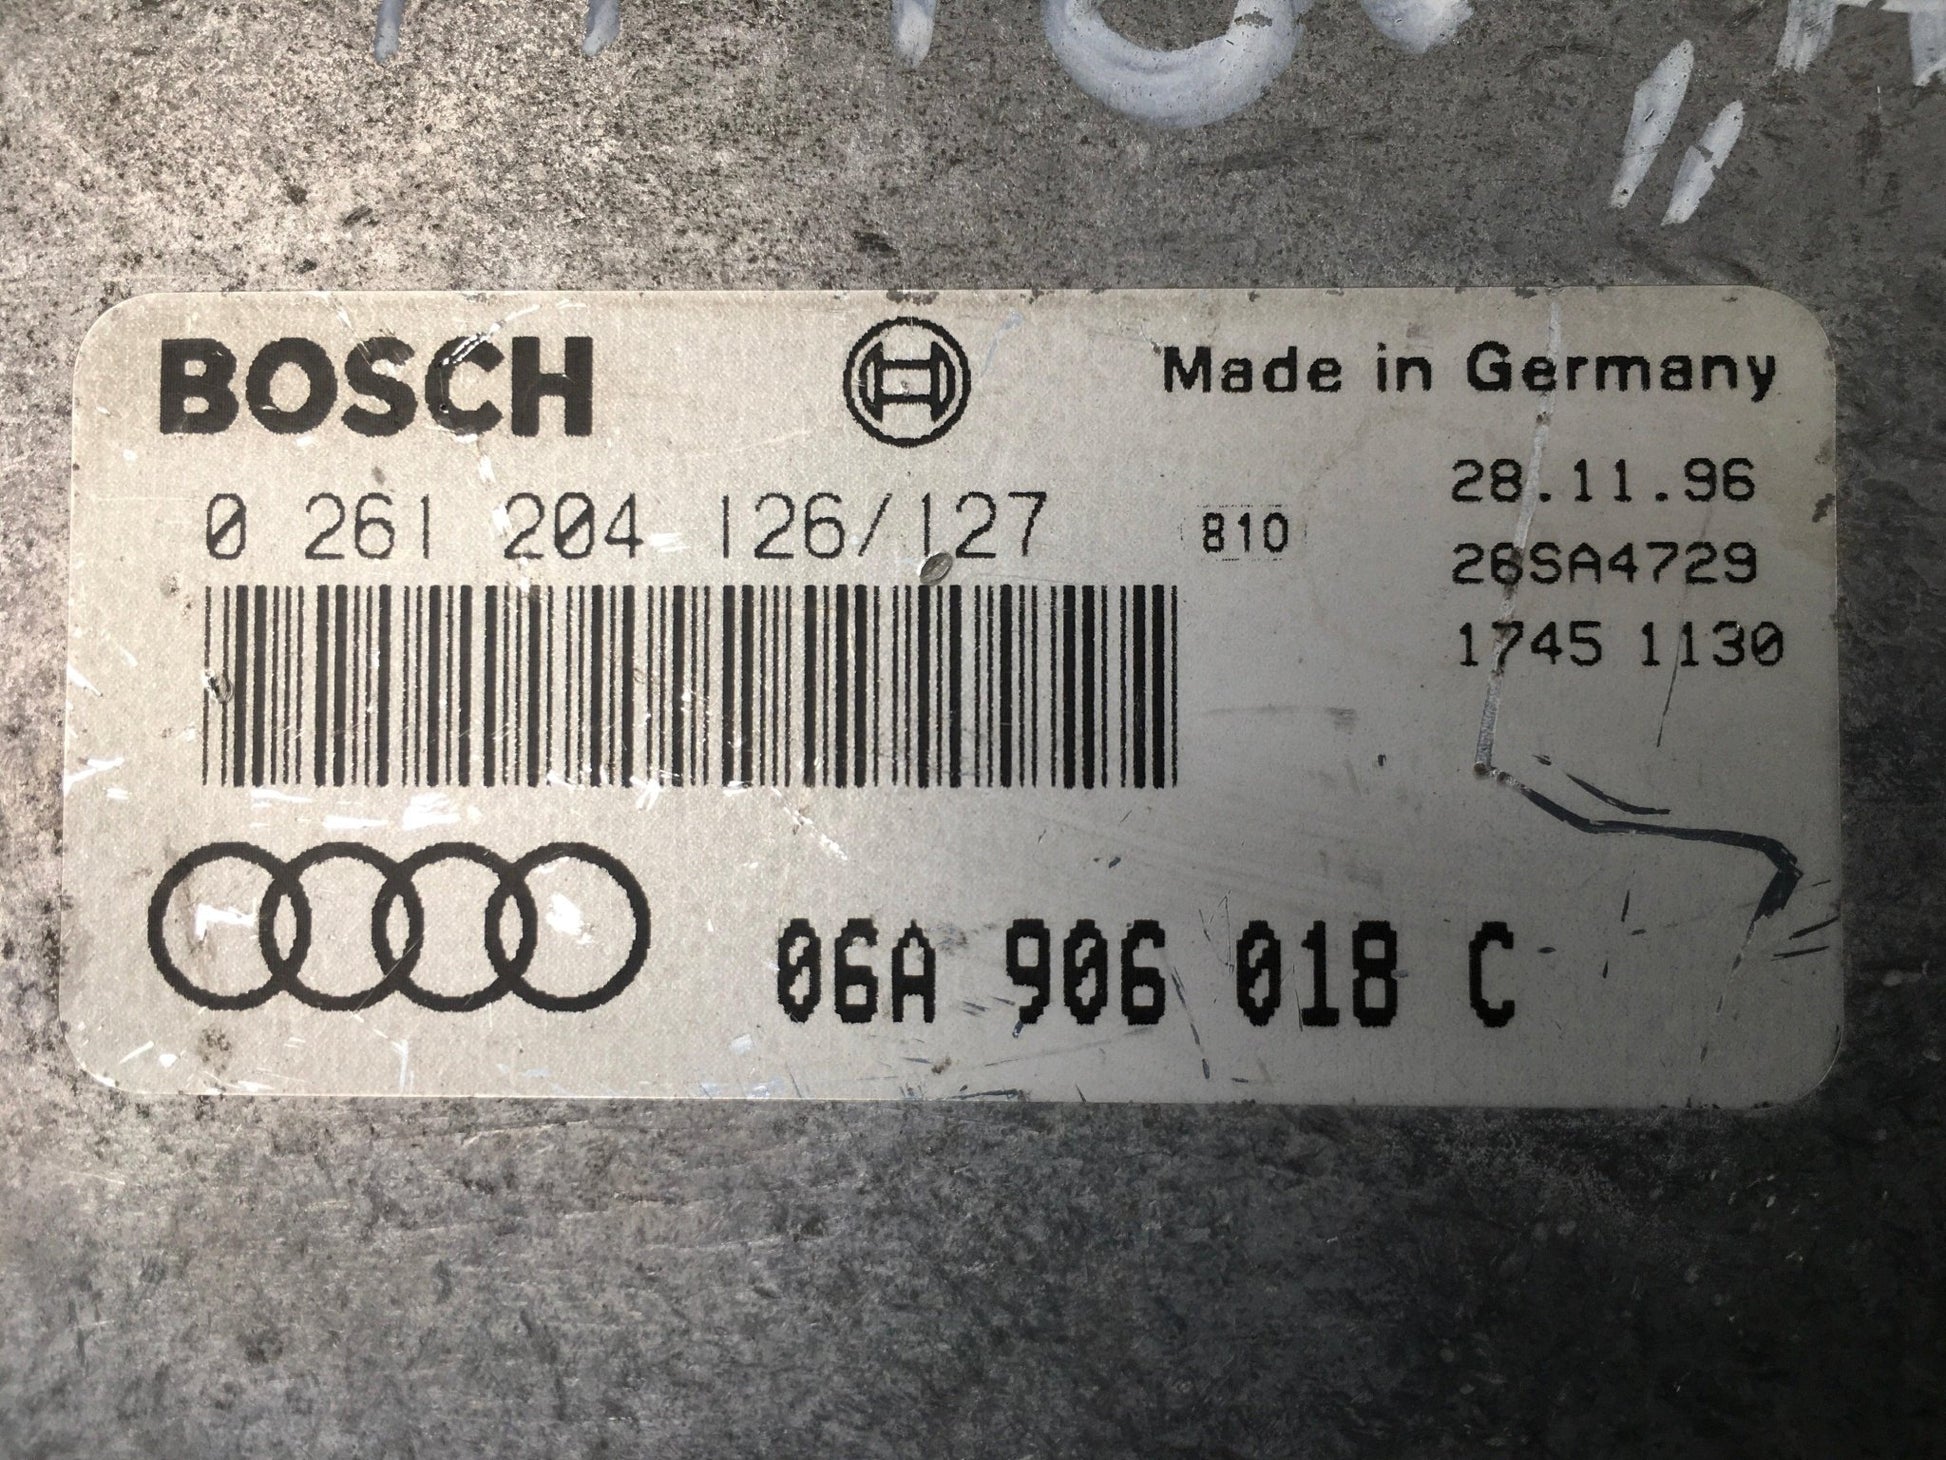 BOSCH
Made in Germany
0 261 204 126/127
810
28.11.96
26SA4729
1745 1130
06A 906 018 C